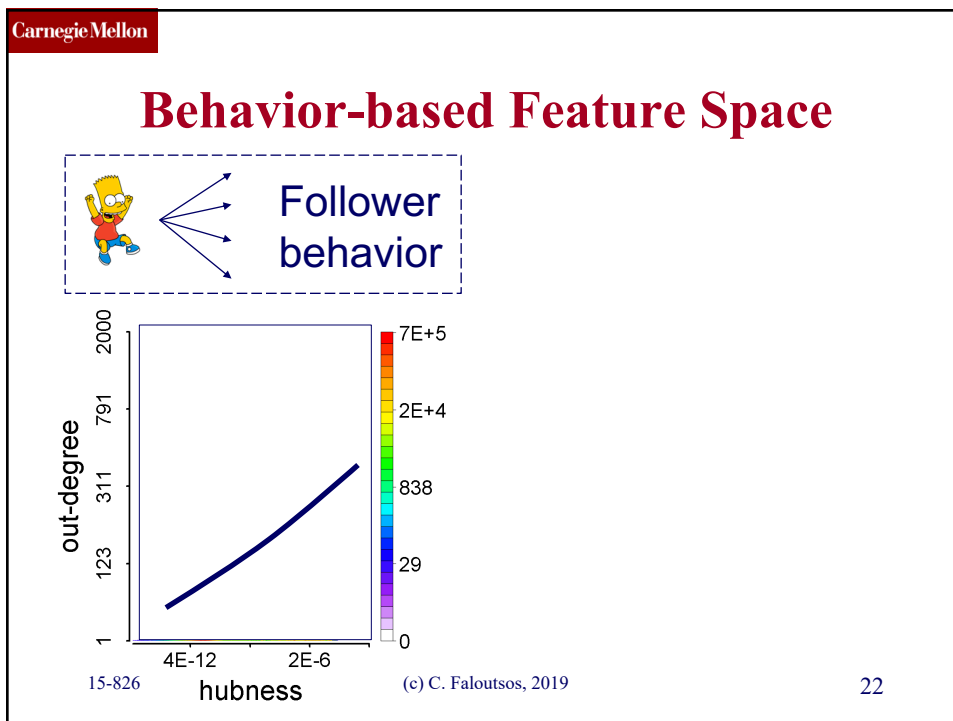 Carnegie Mellon
Behavior-based Feature Space
Follower
behavior
out-degree
2000
791
311
123
1
7E+5
2E+4
838
29
0
4E-12
2E-6
hubness
15-826
(c) C. Faloutsos, 2019
22